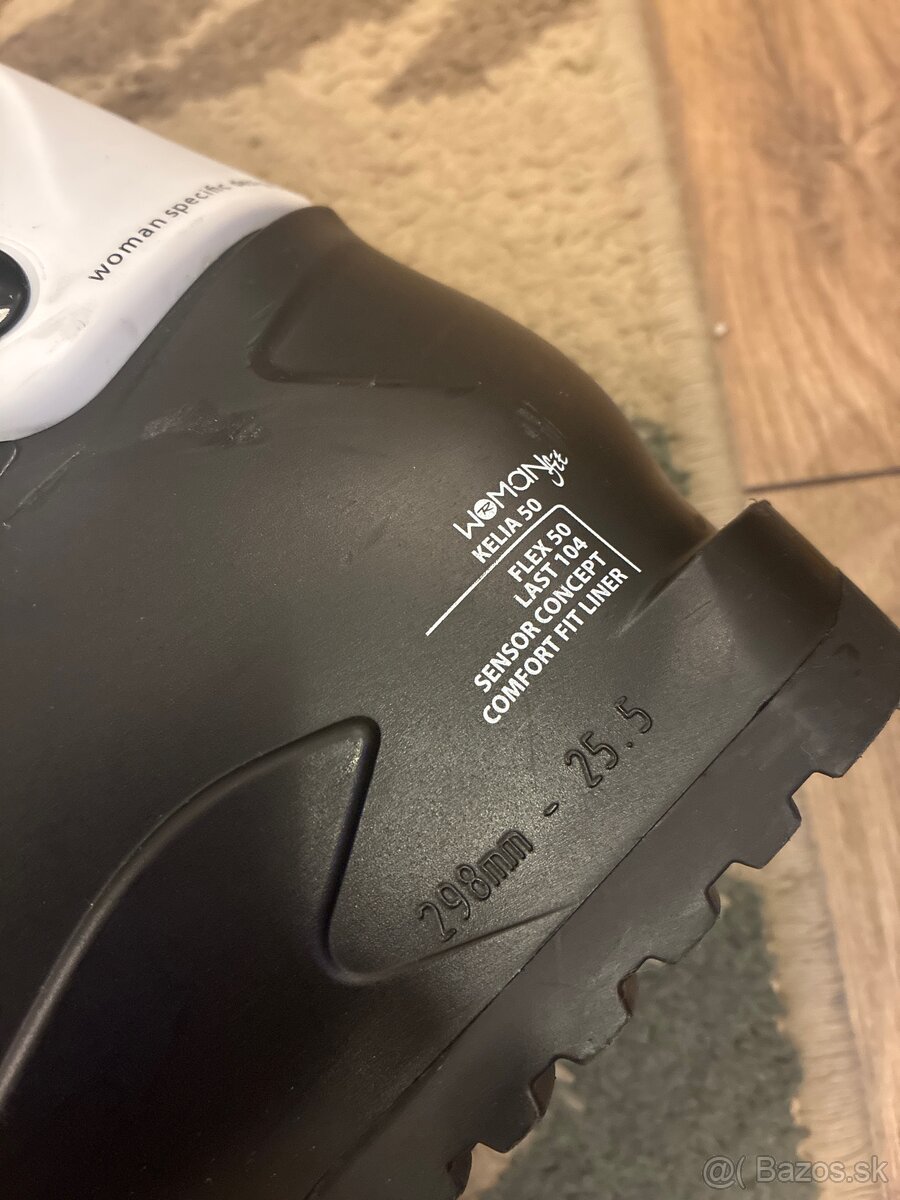 woman specific
WOMAN fit
KELIA 50
FLEX 50
LAST 104
SENSOR CONCEPT
COMFORT FIT LINER
298mm - 25.5
@( Bazos.sk